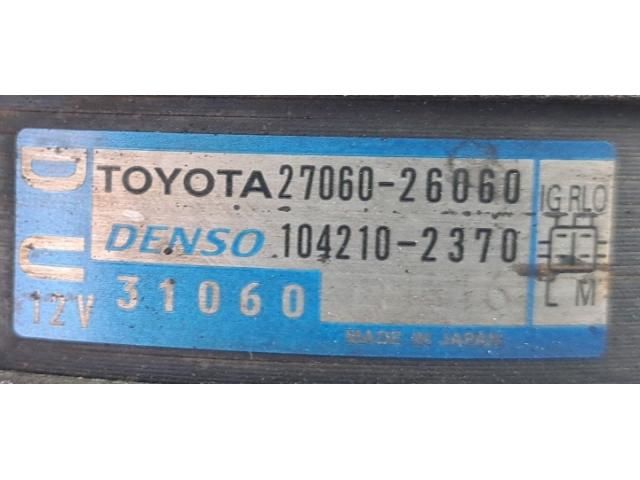 D U
TOYOTA 27060-26060
DENSO 104210-2370
12V 31060
MADE IN JAPAN
IG RLO
L M